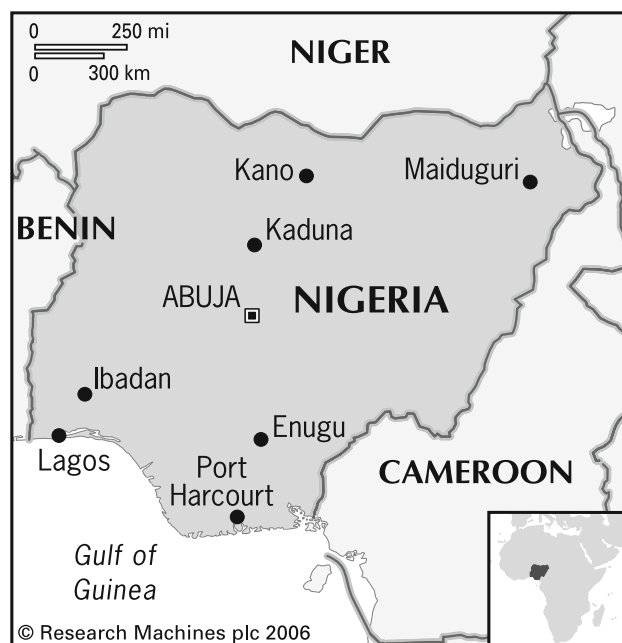 0 250 mi
0 300 km
NIGER
Kano
Maiduguri
BENIN
Kaduna
ABUJA
NIGERIA
Ibadan
Enugu
Lagos
Port
Harcourt
CAMEROON
Gulf of
Guinea
© Research Machines plc 2006